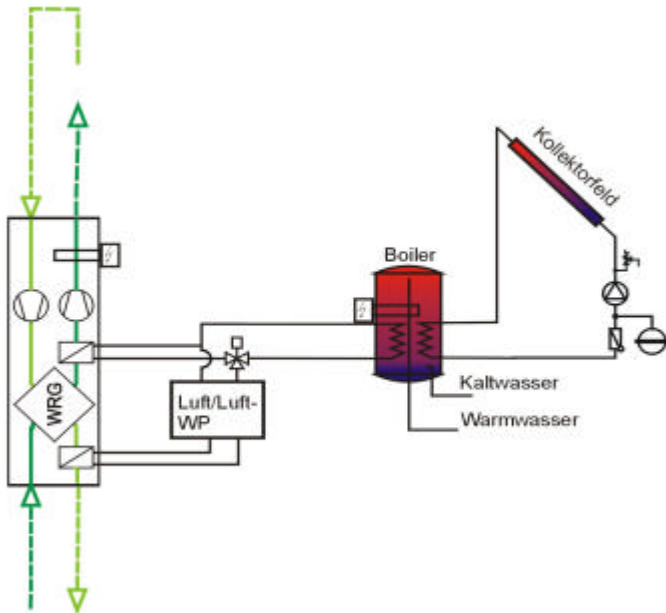 Kollektorfeld
Boiler
WRG
Luft/Luft-
WP
Kaltwasser
Warmwasser